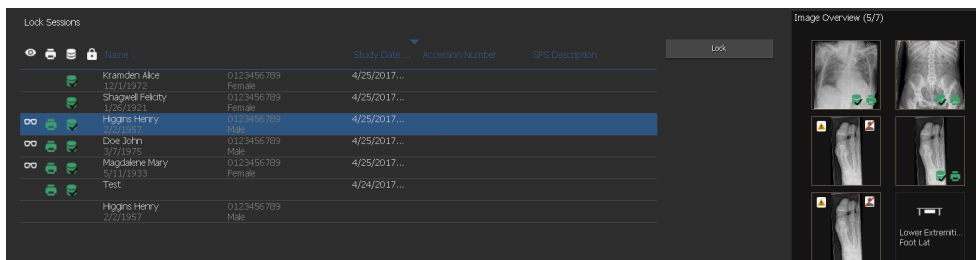 Lock Sessions
Name : Study Date ... Accession Number SPS Description
Lock
Kramden Alice 0123456789 4/25/2017...
12/1/1972 Female
Shagwell Felicity 0123456789 4/25/2017...
1/26/1921 Female
Higgins Henry 0123456789 4/25/2017...
2/2/1957 Male
Doe John 0123456789 4/25/2017...
3/7/1975 Male
Magdalene Mary 0123456789 4/25/2017...
5/11/1933 Female
Test 4/24/2017...
Higgins Henry 0123456789
2/2/1957 Male
Image Overview (5/7)
Lower Extremiti...
Foot Lat